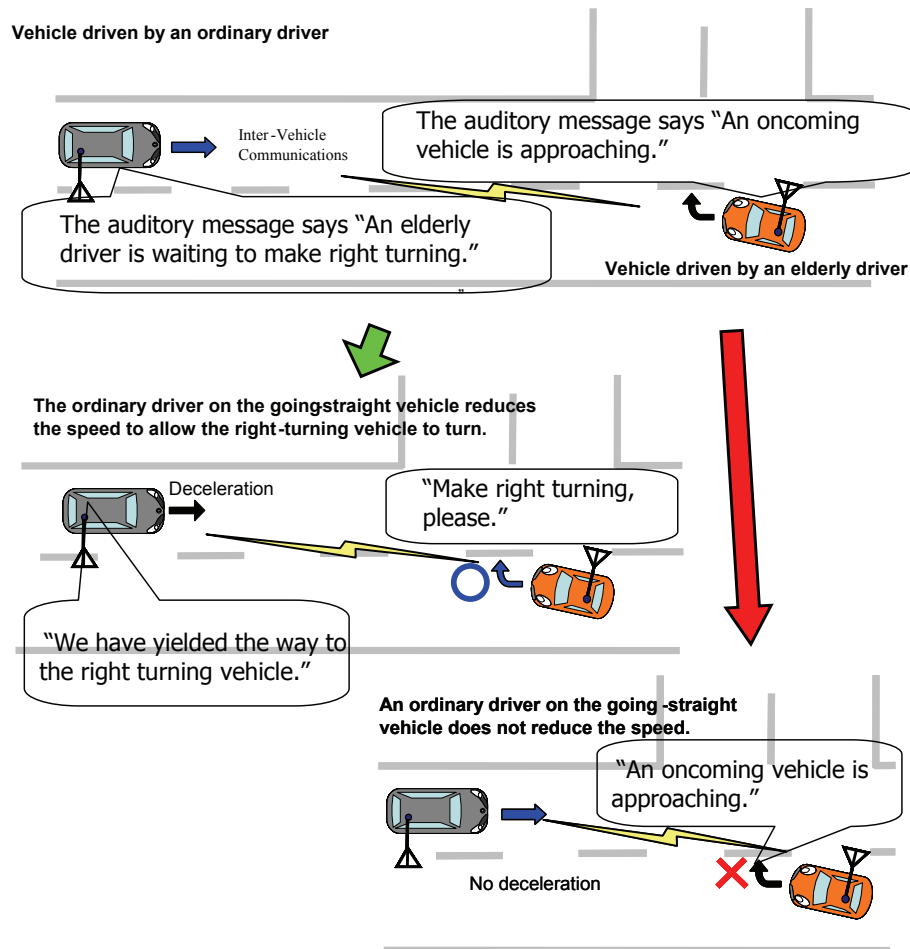 Vehicle driven by an ordinary driver
Inter-Vehicle
Communications
The auditory message says “An oncoming
vehicle is approaching.”
The auditory message says “An elderly
driver is waiting to make right turning.”
”
Vehicle driven by an elderly driver
The ordinary driver on the going-straight vehicle reduces
the speed to allow the right-turning vehicle to turn.
Deceleration
“Make right turning,
please.”
“We have yielded the way to
the right turning vehicle.”
An ordinary driver on the going-straight
vehicle does not reduce the speed.
“An oncoming vehicle is
approaching.”
No deceleration